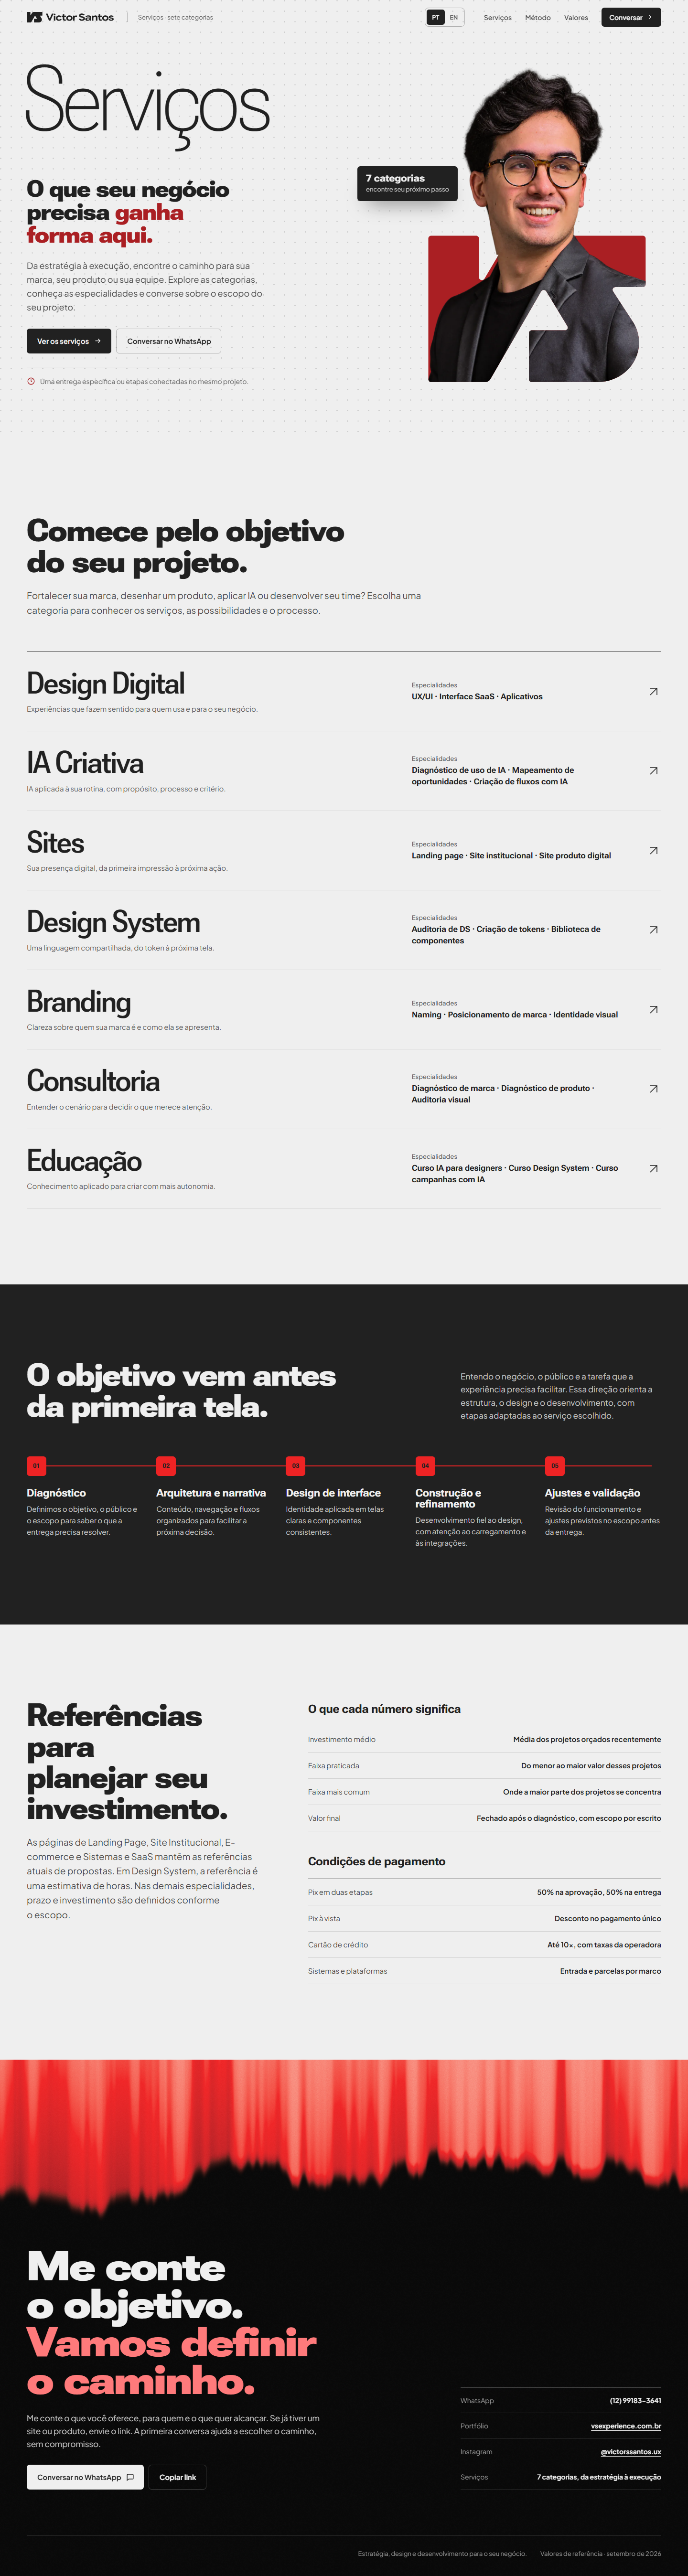 VS Victor Santos
Serviços · sete categorias
PT EN
Serviços Método Valores
Conversar
Serviços
O que seu negócio
precisa ganha
forma aqui.
7 categorias
encontre seu próximo passo
Da estratégia à execução, encontre o caminho para sua
marca, seu produto ou sua equipe. Explore as categorias,
conheça as especialidades e converse sobre o escopo do
seu projeto.
Ver os serviços
Conversar no WhatsApp
Uma entrega específica ou etapas conectadas no mesmo projeto.
Comece pelo objetivo
do seu projeto.
Fortalecer sua marca, desenhar um produto, aplicar IA ou desenvolver seu time? Escolha uma
categoria para conhecer os serviços, as possibilidades e o processo.
Design Digital
Experiências que fazem sentido para quem usa e para o seu negócio.
Especialidades
UX/UI · Interface SaaS · Aplicativos
IA Criativa
IA aplicada à sua rotina, com propósito, processo e critério.
Especialidades
Diagnóstico de uso de IA · Mapeamento de
oportunidades · Criação de fluxos com IA
Sites
Sua presença digital, da primeira impressão à próxima ação.
Especialidades
Landing page · Site institucional · Site produto digital
Design System
Uma linguagem compartilhada, do token à próxima tela.
Especialidades
Auditoria de DS · Criação de tokens · Biblioteca de
componentes
Branding
Clareza sobre quem sua marca é e como ela se apresenta.
Especialidades
Naming · Posicionamento de marca · Identidade visual
Consultoria
Entender o cenário para decidir o que merece atenção.
Especialidades
Diagnóstico de marca · Diagnóstico de produto ·
Auditoria visual
Educação
Conhecimento aplicado para criar com mais autonomia.
Especialidades
Curso IA para designers · Curso Design System · Curso
campanhas com IA
O objetivo vem antes
da primeira tela.
Entendo o negócio, o público e a tarefa que a
experiência precisa facilitar. Essa direção orienta a
estrutura, o design e o desenvolvimento, com
etapas adaptadas ao serviço escolhido.
01
Diagnóstico
Definimos o objetivo, o público e
o escopo para saber o que a
entrega precisa resolver.
02
Arquitetura e narrativa
Conteúdo, navegação e fluxos
organizados para facilitar a
próxima decisão.
03
Design de interface
Identidade aplicada em telas
claras e componentes
consistentes.
04
Construção e
refinamento
Desenvolvimento fiel ao design,
com atenção ao carregamento e
às integrações.
05
Ajustes e validação
Revisão do funcionamento e
ajustes previstos no escopo antes
da entrega.
Referências
para
planejar seu
investimento.
As páginas de Landing Page, Site Institucional, E-
commerce e Sistemas e SaaS mantêm as referências
atuais de propostas. Em Design System, a referência é
uma estimativa de horas. Nas demais especialidades,
prazo e investimento são definidos conforme
o escopo.
O que cada número significa
Investimento médio Média dos projetos orçados recentemente
Faixa praticada Do menor ao maior valor desses projetos
Faixa mais comum Onde a maior parte dos projetos se concentra
Valor final Fechado após o diagnóstico, com escopo por escrito
Condições de pagamento
Pix em duas etapas 50% na aprovação, 50% na entrega
Pix à vista Desconto no pagamento único
Cartão de crédito Até 10×, com taxas da operadora
Sistemas e plataformas Entrada e parcelas por marco
Me conte
o objetivo.
Vamos definir
o caminho.
Me conte o que você oferece, para quem e o que quer alcançar. Se já tiver um
site ou produto, envie o link. A primeira conversa ajuda a escolher o caminho,
sem compromisso.
Conversar no WhatsApp
Copiar link
WhatsApp (12) 99183-3641
Portfólio vsexperience.com.br
Instagram @victorssantos.ux
Serviços 7 categorias, da estratégia à execução
Estratégia, design e desenvolvimento para o seu negócio. Valores de referência · setembro de 2026